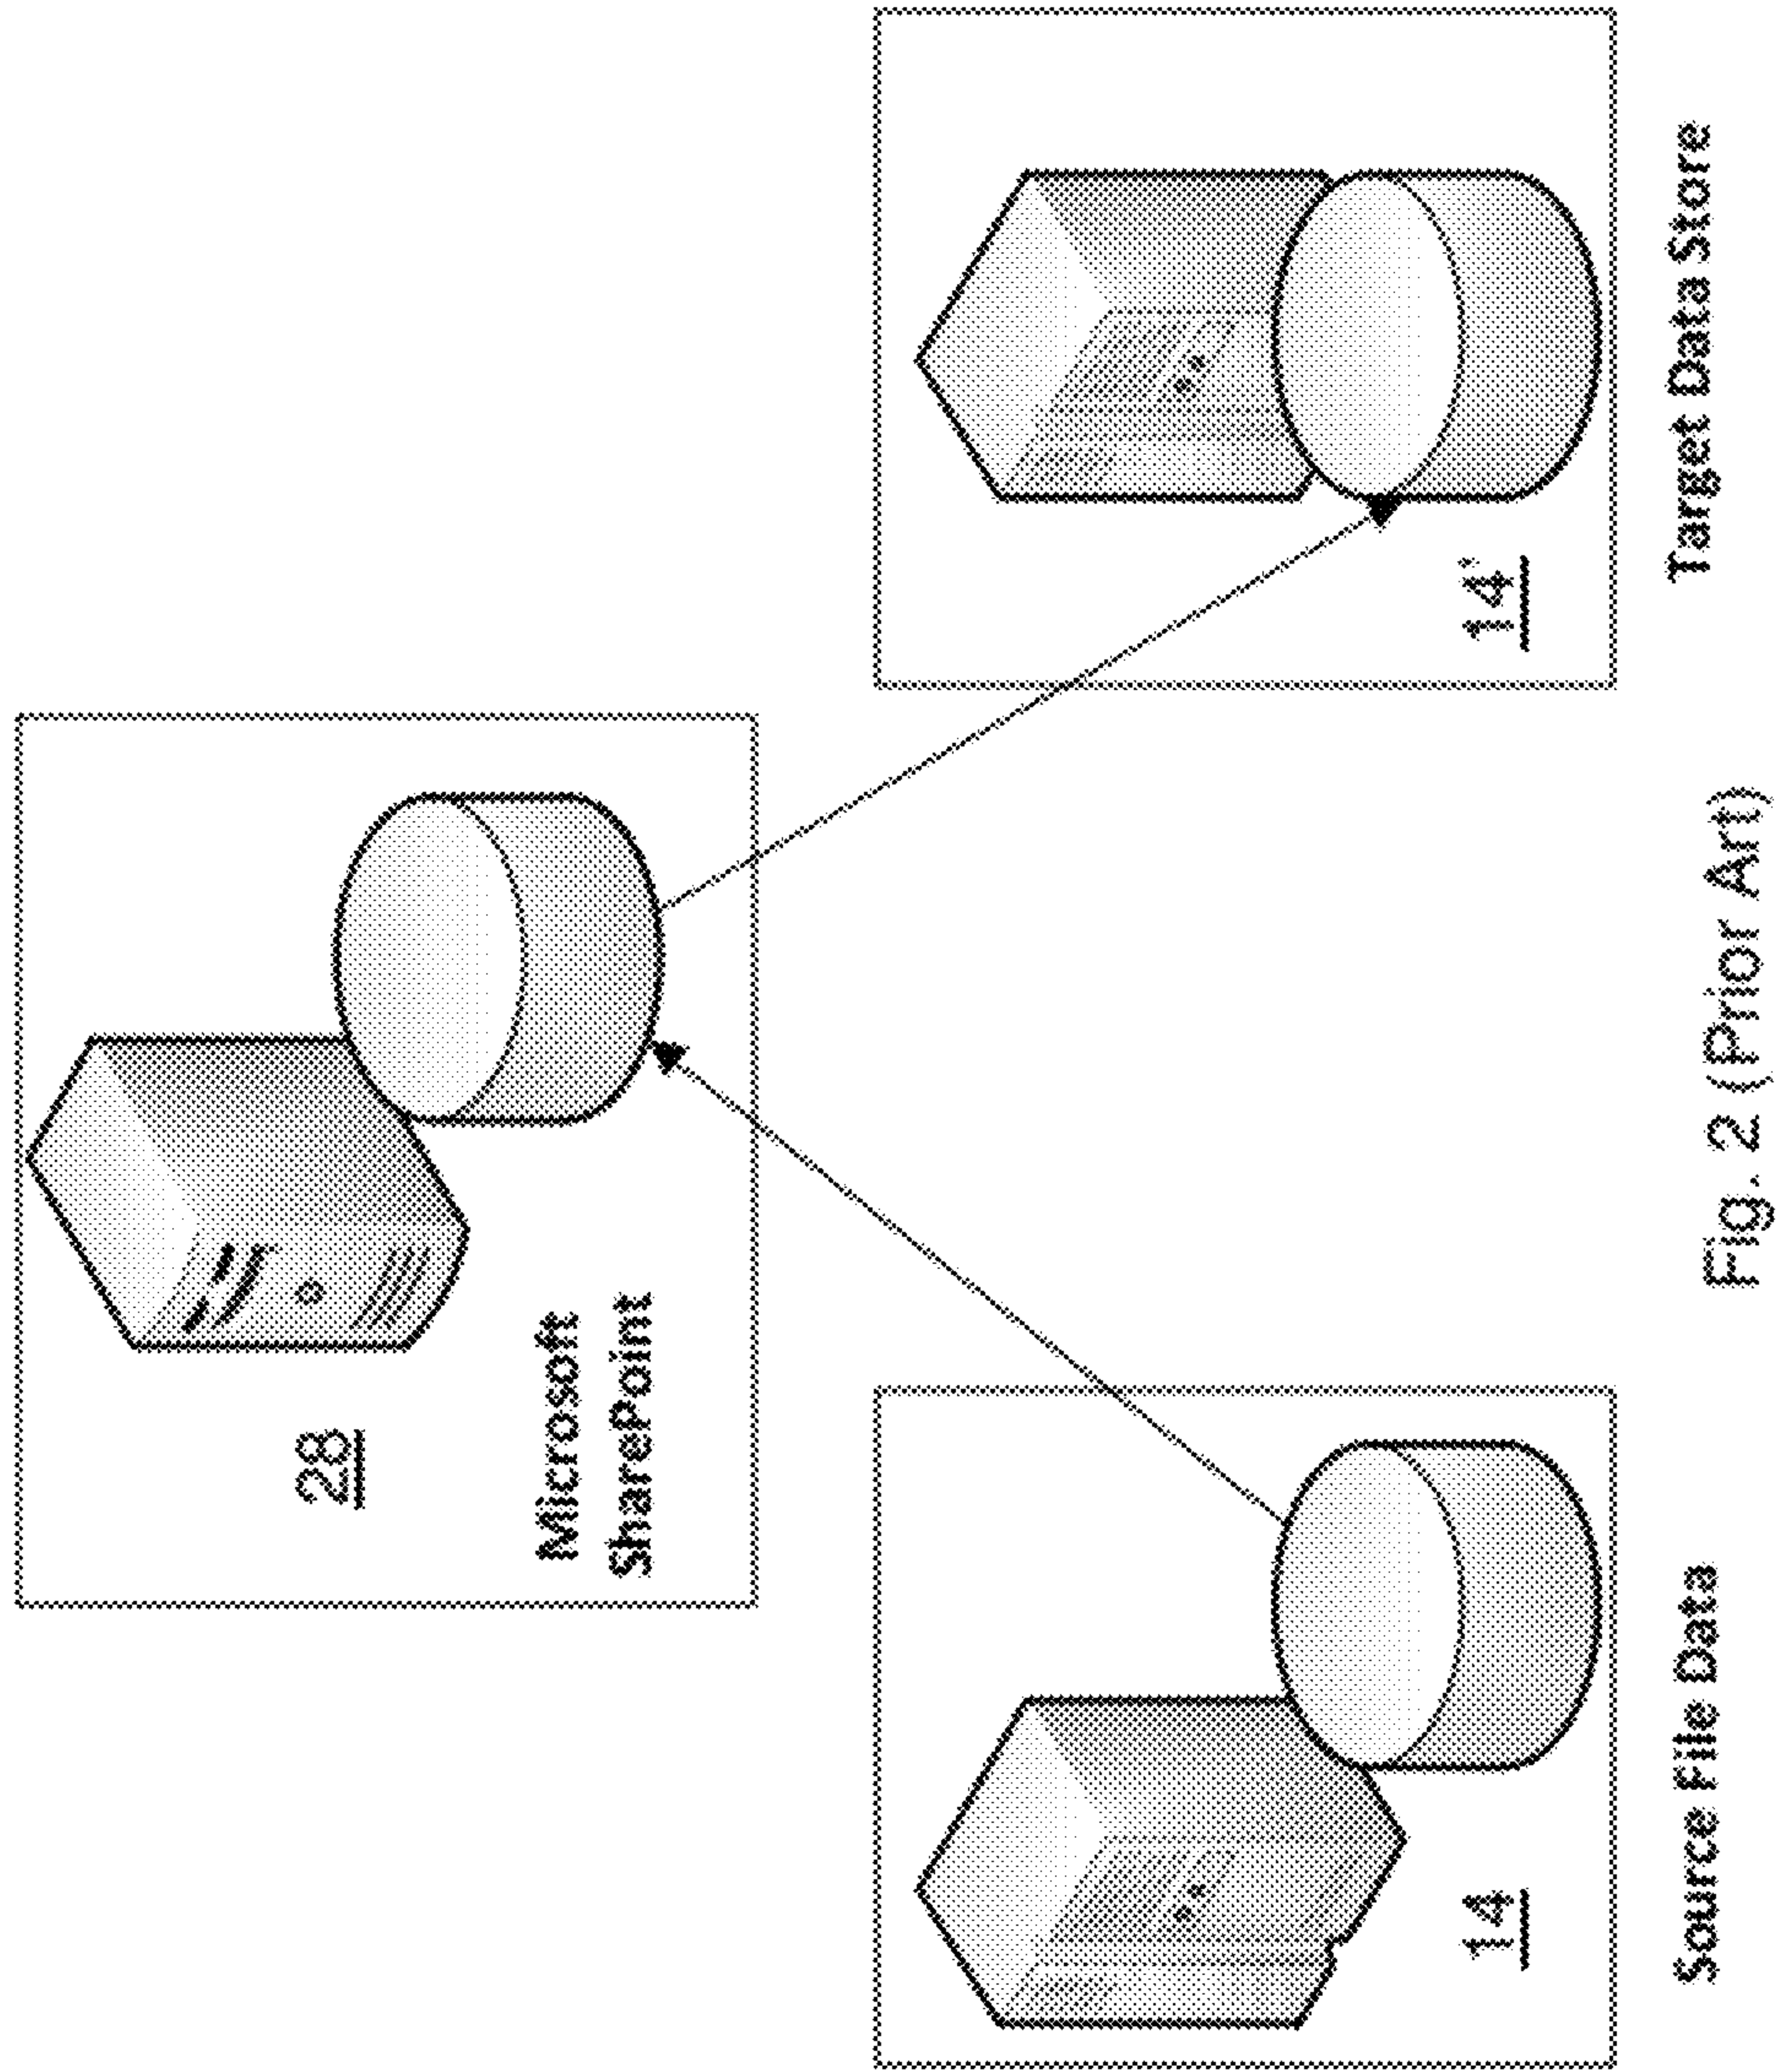 28
Microsoft
SharePoint
14
14'
Source File Data
Target Data Store
Fig. 2 (Prior Art)